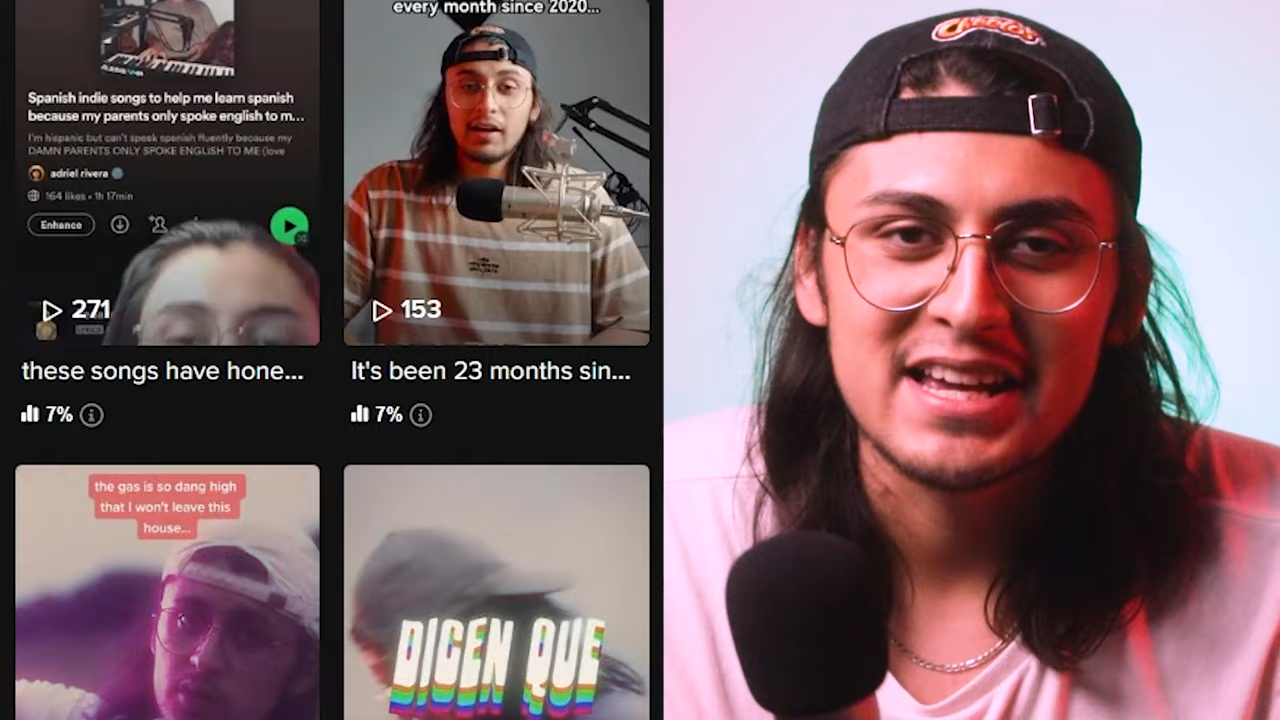 every month since 2020...
Spanish indie songs to help me learn spanish
because my parents only spoke english to m...
I'm hispanic but can't speak spanish fluently because my
DAMN PARENTS ONLY SPOKE ENGLISH TO ME (love
adriel rivera
164 likes • 1h 17min
Enhance
271
153
these songs have hone...
It's been 23 months sin...
7%
7%
the gas is so dang high
that I won't leave this
house...
DICEN QUE
Cheetos